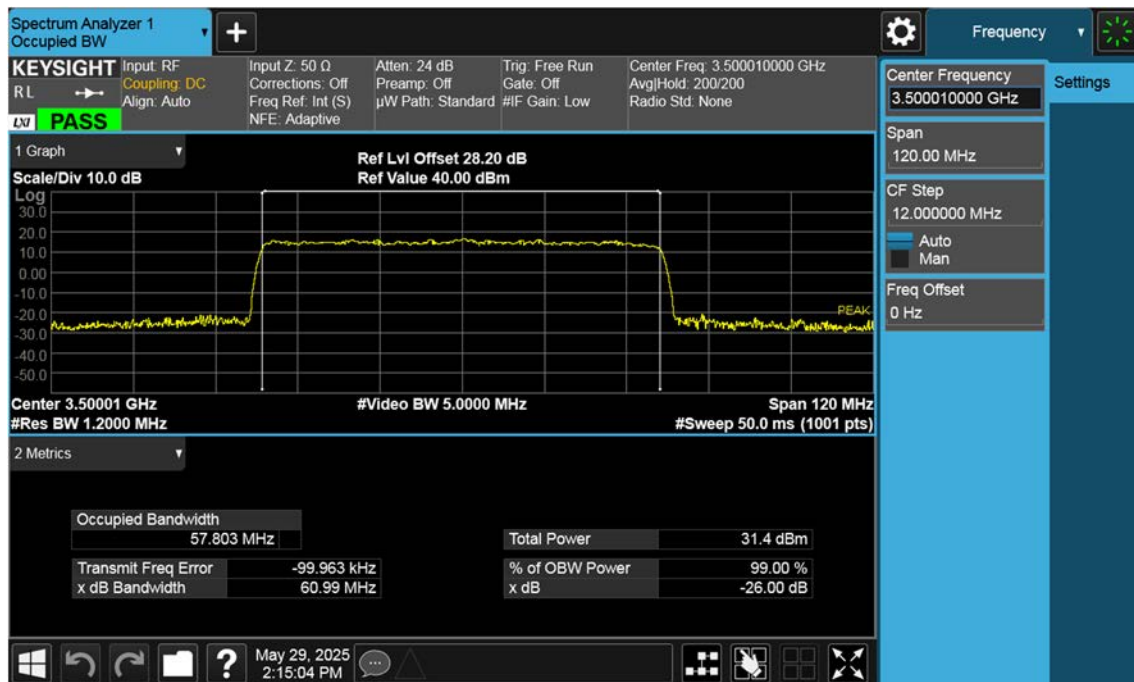 Spectrum Analyzer 1
Occupied BW
+
Frequency
KEYSIGHT
RL
LXI PASS
Input: RF
Coupling: DC
Align: Auto
Input Z: 50 Ω
Corrections: Off
Freq Ref: Int (S)
NFE: Adaptive
Atten: 24 dB
Preamp: Off
µW Path: Standard
Trig: Free Run
Gate: Off
#IF Gain: Low
Center Freq: 3.500010000 GHz
Avg|Hold: 200/200
Radio Std: None
Center Frequency
3.500010000 GHz
Settings
Span
120.00 MHz
CF Step
12.000000 MHz
Auto
Man
Freq Offset
0 Hz
1 Graph
Scale/Div 10.0 dB
Ref Lvl Offset 28.20 dB
Ref Value 40.00 dBm
Log
30.0
20.0
10.0
0.00
-10.0
-20.0
-30.0
-40.0
-50.0
PEAK
Center 3.50001 GHz
#Res BW 1.2000 MHz
#Video BW 5.0000 MHz
Span 120 MHz
#Sweep 50.0 ms (1001 pts)
2 Metrics
Occupied Bandwidth
57.803 MHz
Total Power 31.4 dBm
Transmit Freq Error -99.963 kHz
% of OBW Power 99.00 %
x dB Bandwidth 60.99 MHz
x dB -26.00 dB
?
May 29, 2025
2:15:04 PM